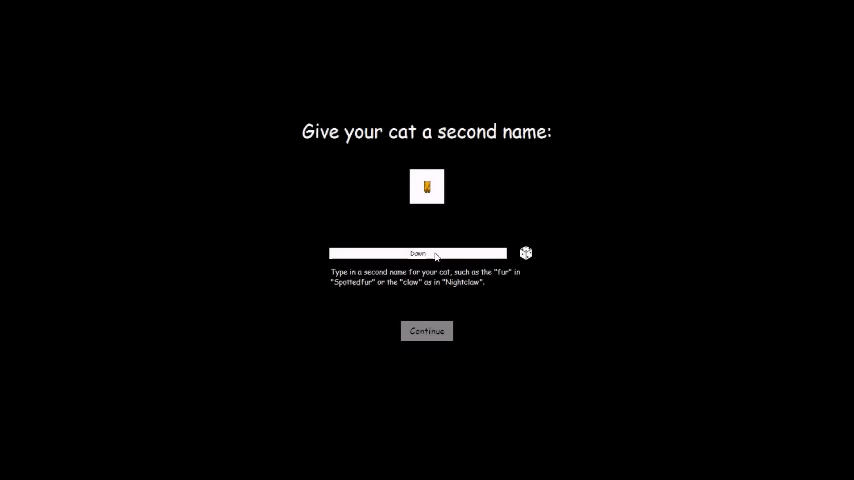 Give your cat a second name:
Dawn
Type in a second name for your cat, such as the "fur" in
"Spottedfur" or the "claw" as in "Nightclaw".
Continue